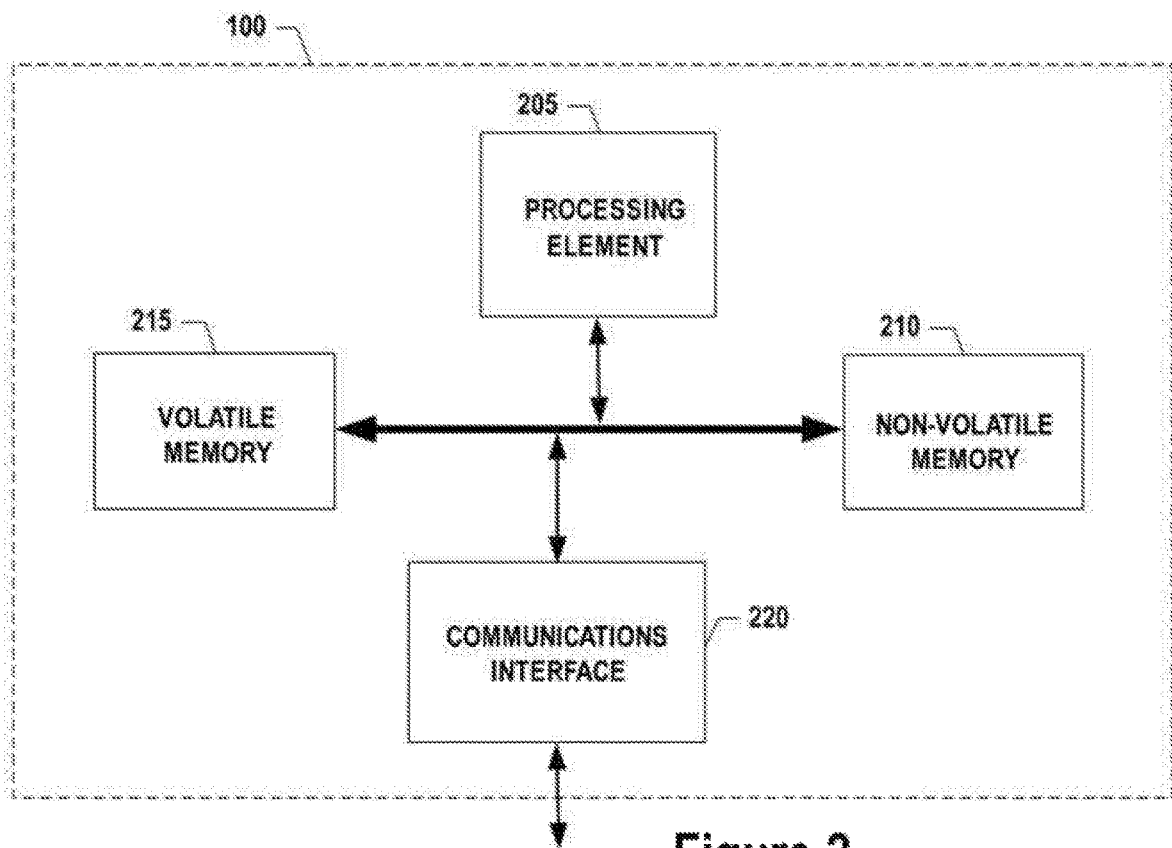 100
205
PROCESSING
ELEMENT
215
VOLATILE
MEMORY
210
NON-VOLATILE
MEMORY
COMMUNICATIONS
INTERFACE
220